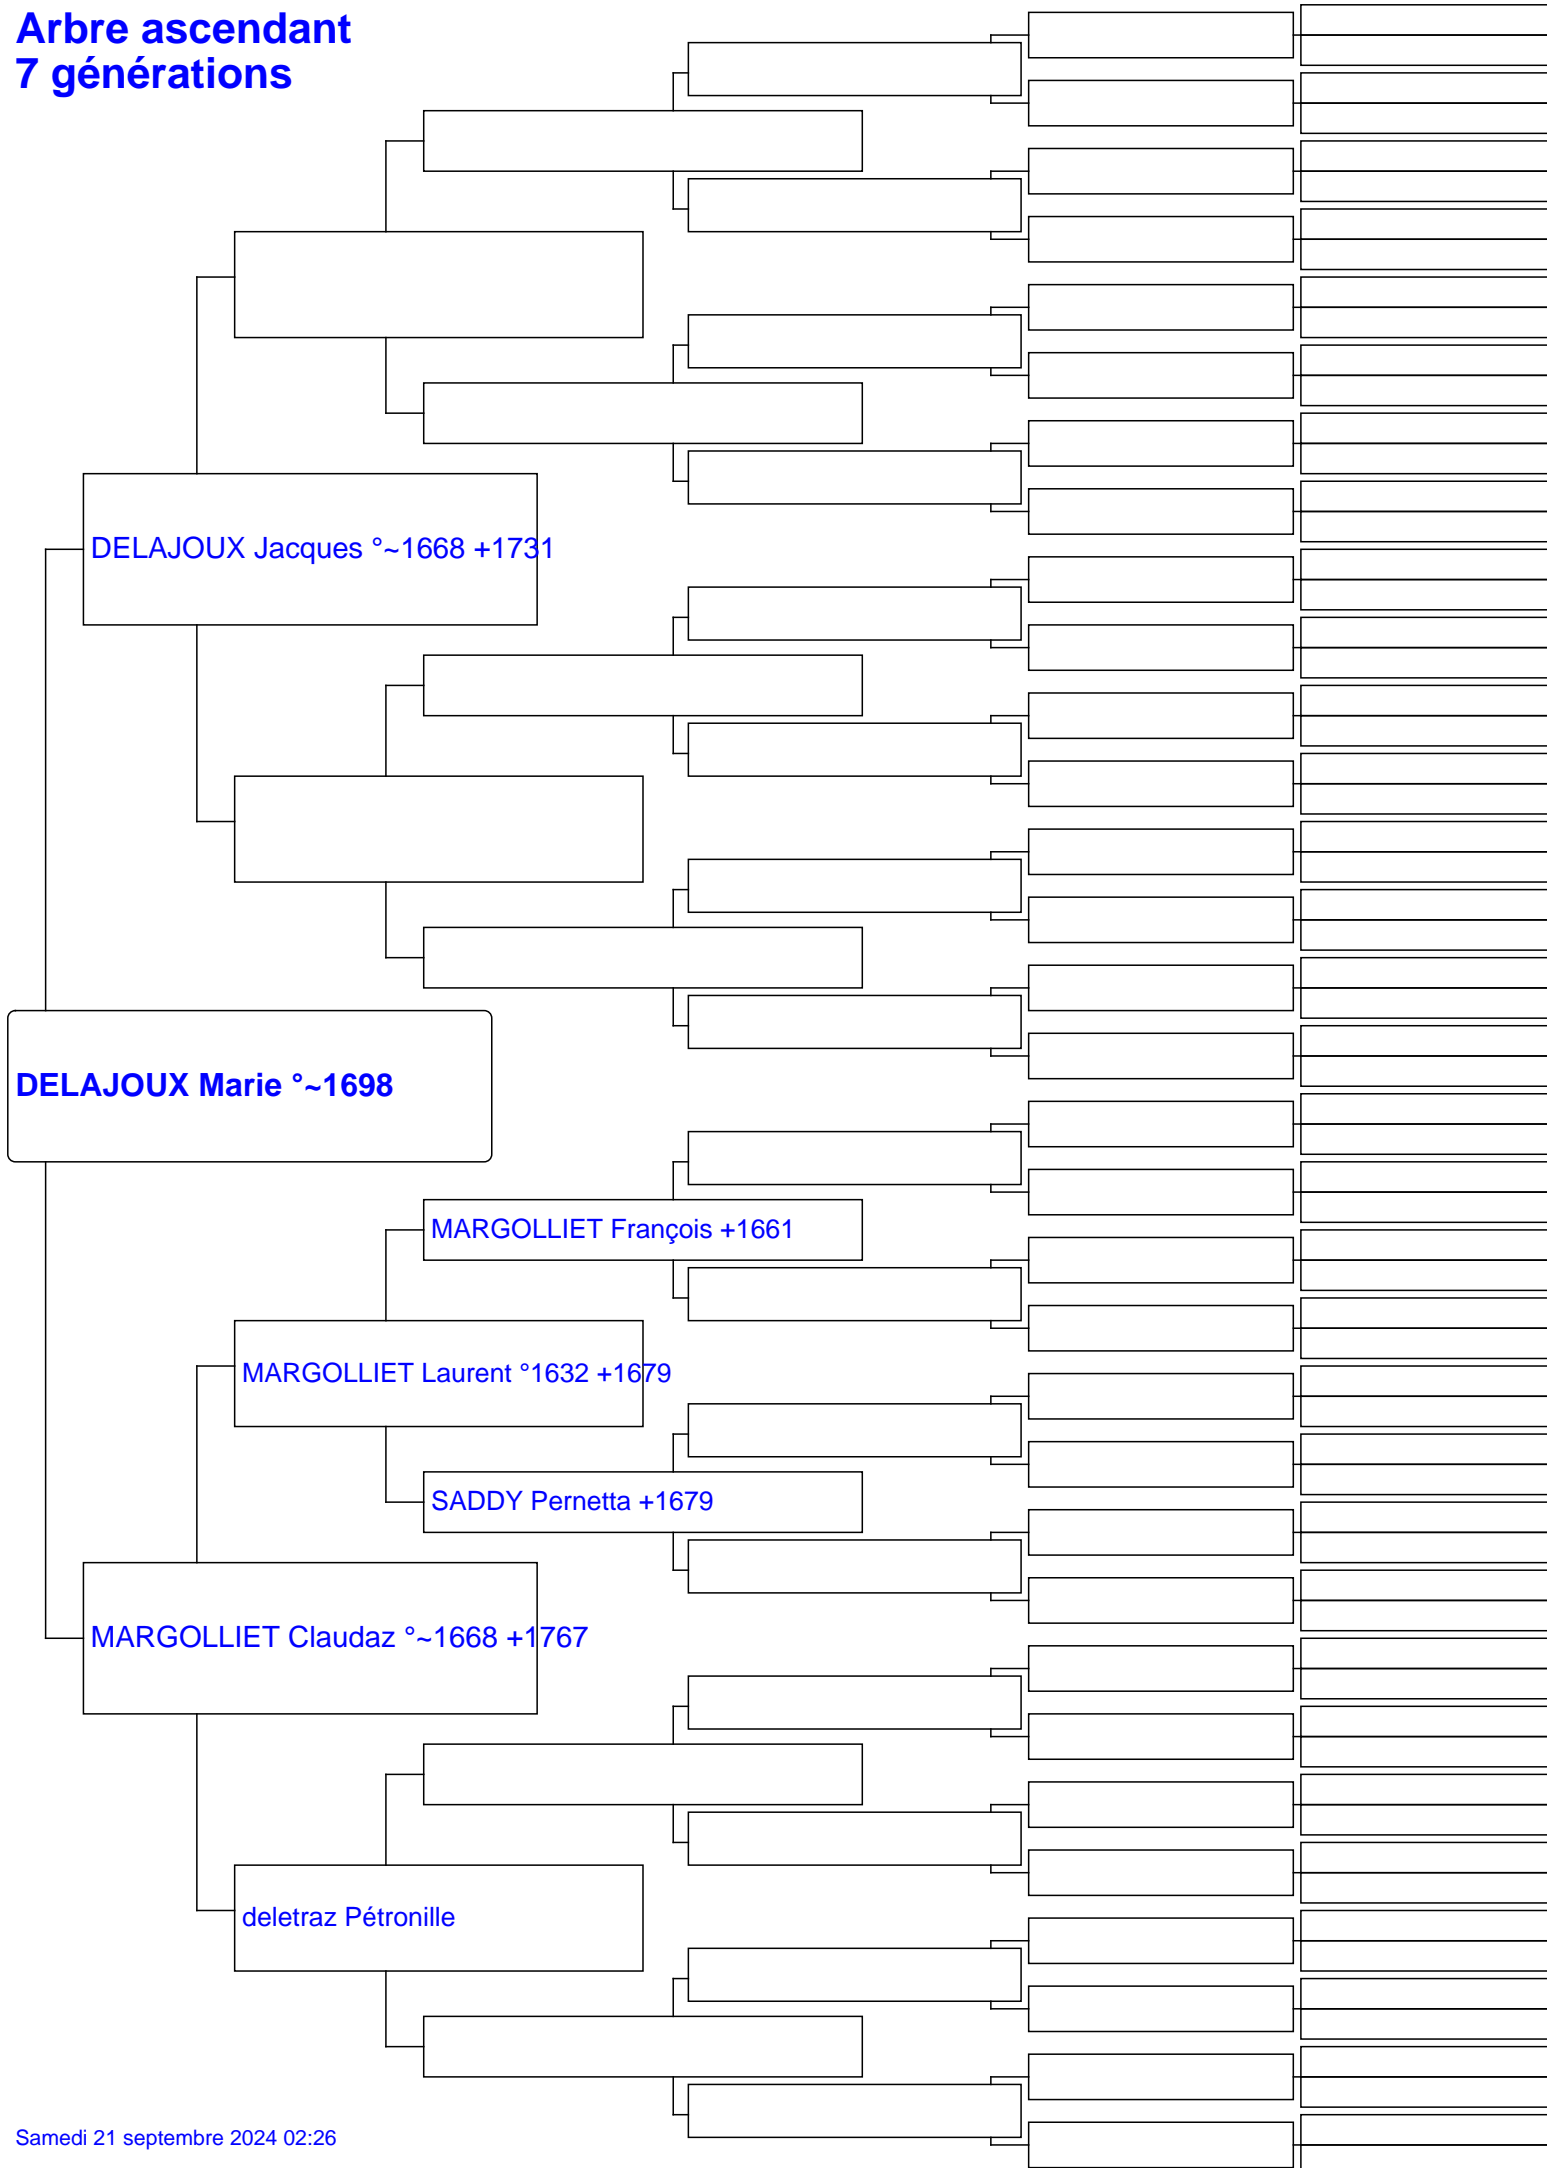 Arbre ascendant
7 générations
DELAJOUX Jacques °~1668 +1731
DELAJOUX Marie °~1698
MARGOLLIET François +1661
MARGOLLIET Laurent °1632 +1679
SADDY Pernetta +1679
MARGOLLIET Claudaz °~1668 +1767
deletraz Pétronille
Samedi 21 septembre 2024 02:26